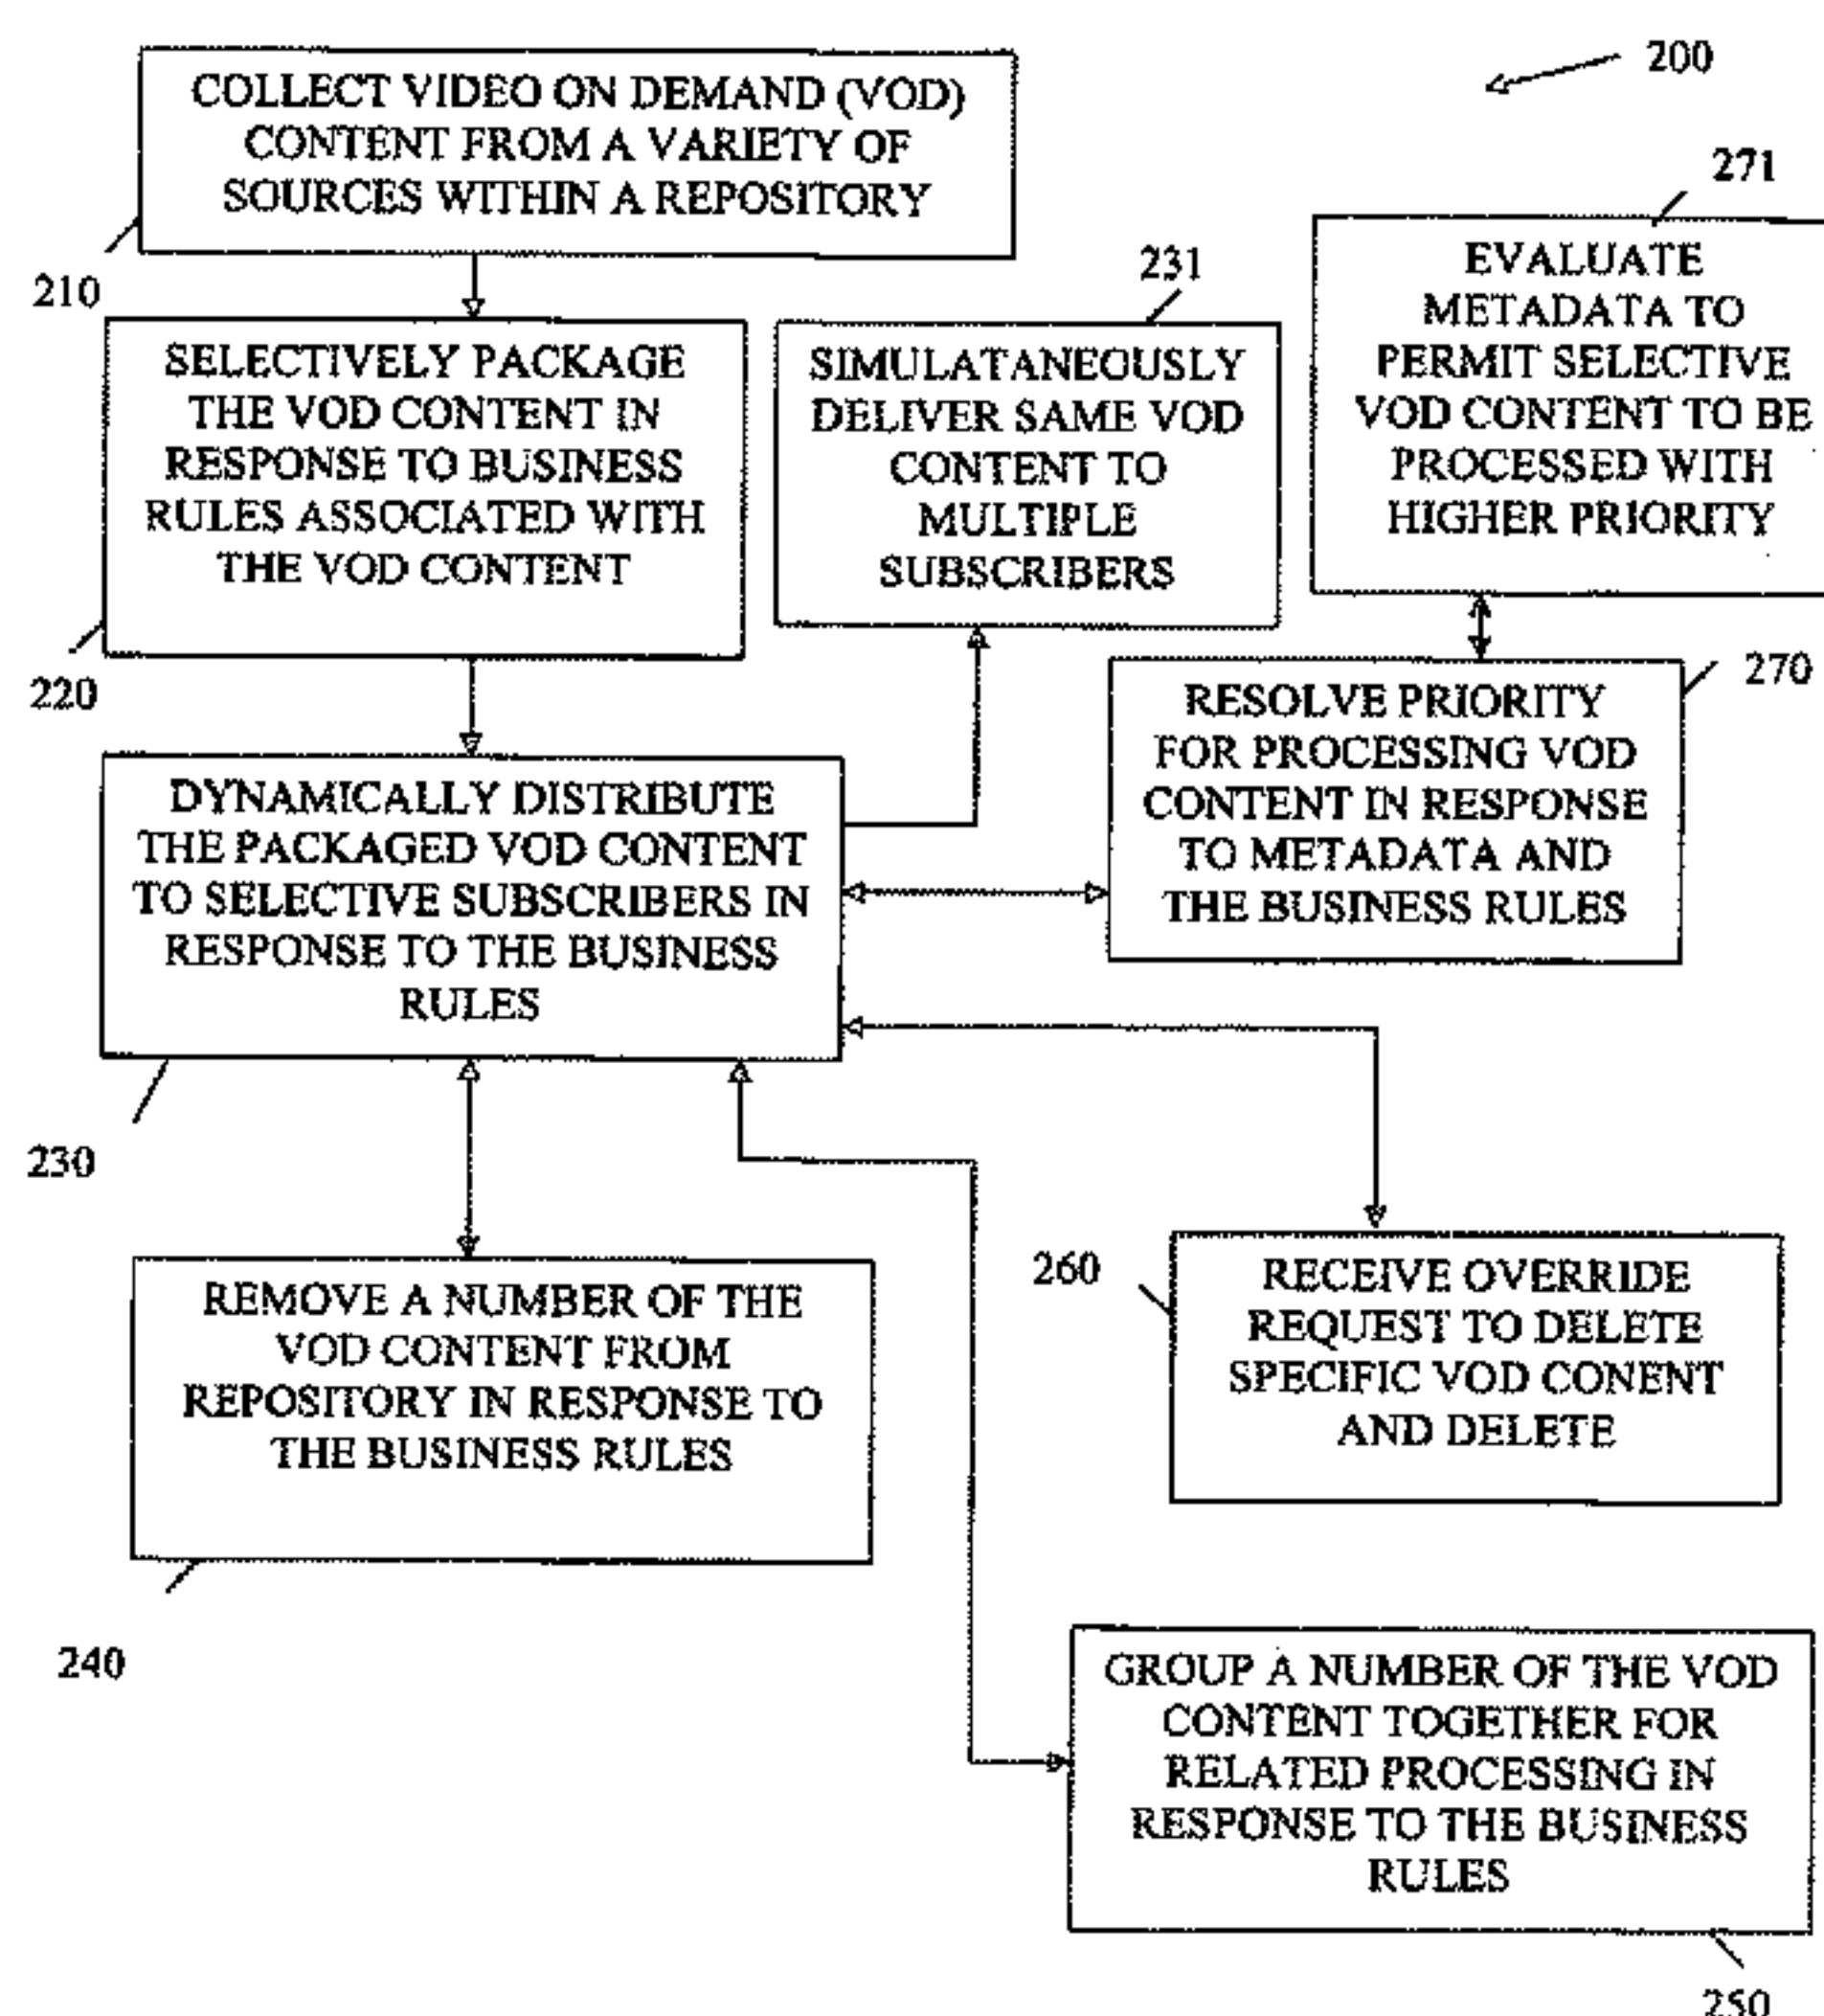 200
COLLECT VIDEO ON DEMAND (VOD)
CONTENT FROM A VARIETY OF
SOURCES WITHIN A REPOSITORY
210
271
EVALUATE
METADATA TO
PERMIT SELECTIVE
VOD CONTENT TO BE
PROCESSED WITH
HIGHER PRIORITY
231
SIMULATANEOUSLY
DELIVER SAME VOD
CONTENT TO
MULTIPLE
SUBSCRIBERS
SELECTIVELY PACKAGE
THE VOD CONTENT IN
RESPONSE TO BUSINESS
RULES ASSOCIATED WITH
THE VOD CONTENT
220
270
RESOLVE PRIORITY
FOR PROCESSING VOD
CONTENT IN RESPONSE
TO METADATA AND
THE BUSINESS RULES
DYNAMICALLY DISTRIBUTE
THE PACKAGED VOD CONTENT
TO SELECTIVE SUBSCRIBERS IN
RESPONSE TO THE BUSINESS
RULES
230
REMOVE A NUMBER OF THE
VOD CONTENT FROM
REPOSITORY IN RESPONSE TO
THE BUSINESS RULES
240
260
RECEIVE OVERRIDE
REQUEST TO DELETE
SPECIFIC VOD CONENT
AND DELETE
GROUP A NUMBER OF THE VOD
CONTENT TOGETHER FOR
RELATED PROCESSING IN
RESPONSE TO THE BUSINESS
RULES
250